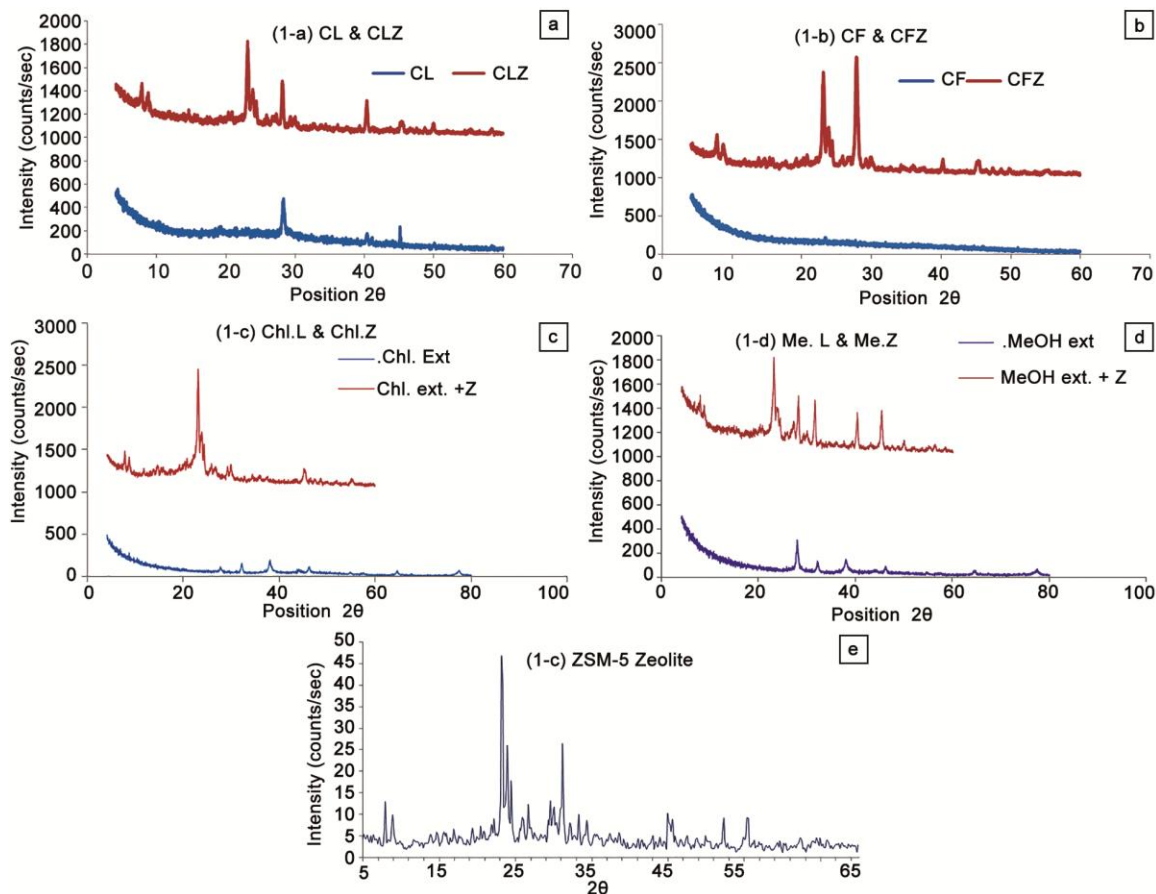 (1-a) CL & CLZ
a
CL
CLZ
Intensity (counts/sec)
2000
1800
1600
1400
1200
1000
800
600
400
200
0
0
10
20
30
40
50
60
70
Position 2θ
(1-b) CF & CFZ
b
CF
CFZ
Intensity (counts/sec)
3000
2500
2000
1500
1000
500
0
0
10
20
30
40
50
60
70
Position 2θ
(1-c) Chl.L & Chl.Z
c
.Chl. Ext
Chl. ext. +Z
Intensity (counts/sec)
3000
2500
2000
1500
1000
500
0
0
20
40
60
80
100
Position 2θ
(1-d) Me. L & Me.Z
d
.MeOH ext
MeOH ext. + Z
Intensity (counts/sec)
2000
1800
1600
1400
1200
1000
800
600
400
200
0
0
20
40
60
80
100
Position 2θ
(1-c) ZSM-5 Zeolite
e
Intensity (counts/sec)
50
45
40
35
30
25
20
15
10
5
0
5
15
25
35
45
55
65
2θ